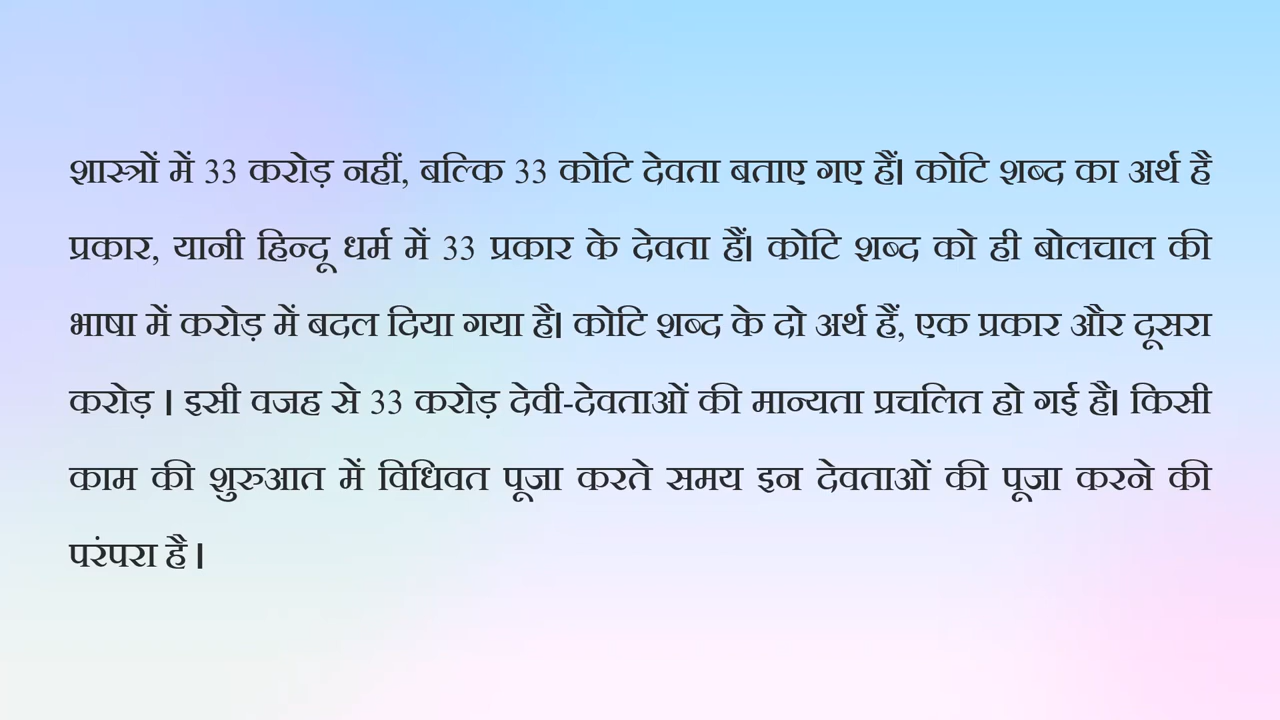 शास्त्रों में 33 करोड़ नहीं, बल्कि 33 कोटि देवता बताए गए हैं। कोटि शब्द का अर्थ है
प्रकार, यानी हिन्दू धर्म में 33 प्रकार के देवता हैं। कोटि शब्द को ही बोलचाल की
भाषा में करोड़ में बदल दिया गया है। कोटि शब्द के दो अर्थ हैं, एक प्रकार और दूसरा
करोड़ । इसी वजह से 33 करोड़ देवी-देवताओं की मान्यता प्रचलित हो गई है। किसी
काम की शुरुआत में विधिवत पूजा करते समय इन देवताओं की पूजा करने की
परंपरा है ।